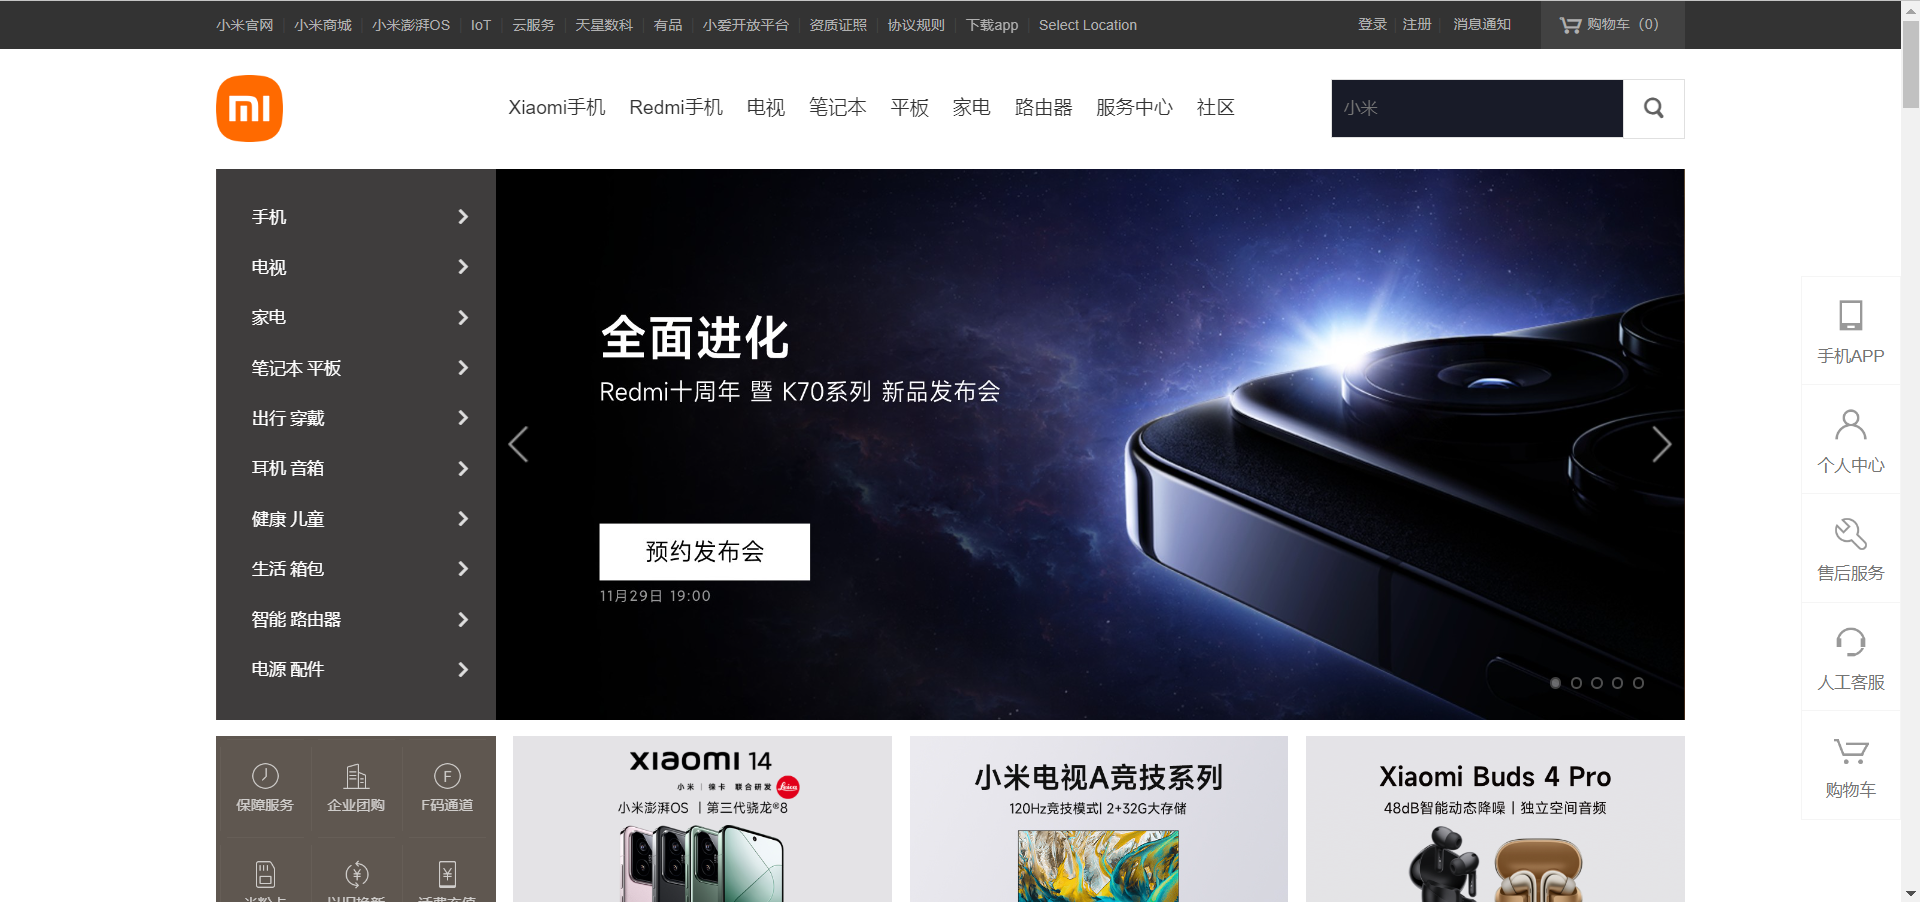 小米官网 小米商城 小米澎湃OS IoT 云服务 天星数科 有品 小爱开放平台 资质证照 协议规则 下载app Select Location 登录 注册 消息通知 购物车（0）
mi
Xiaomi手机 Redmi手机 电视 笔记本 平板 家电 路由器 服务中心 社区
小米
手机
电视
家电
笔记本 平板
出行 穿戴
耳机 音箱
健康 儿童
生活 箱包
智能 路由器
电源 配件
全面进化
Redmi十周年 暨 K70系列 新品发布会
预约发布会
11月29日 19:00
手机APP
个人中心
售后服务
人工客服
购物车
保障服务 企业团购 F码通道
xiaomi 14
小米 | 徕卡 联合研发 Leica
小米澎湃OS | 第三代骁龙®8
小米电视A竞技系列
120Hz竞技模式| 2+32G大存储
Xiaomi Buds 4 Pro
48dB智能动态降噪 | 独立空间音频